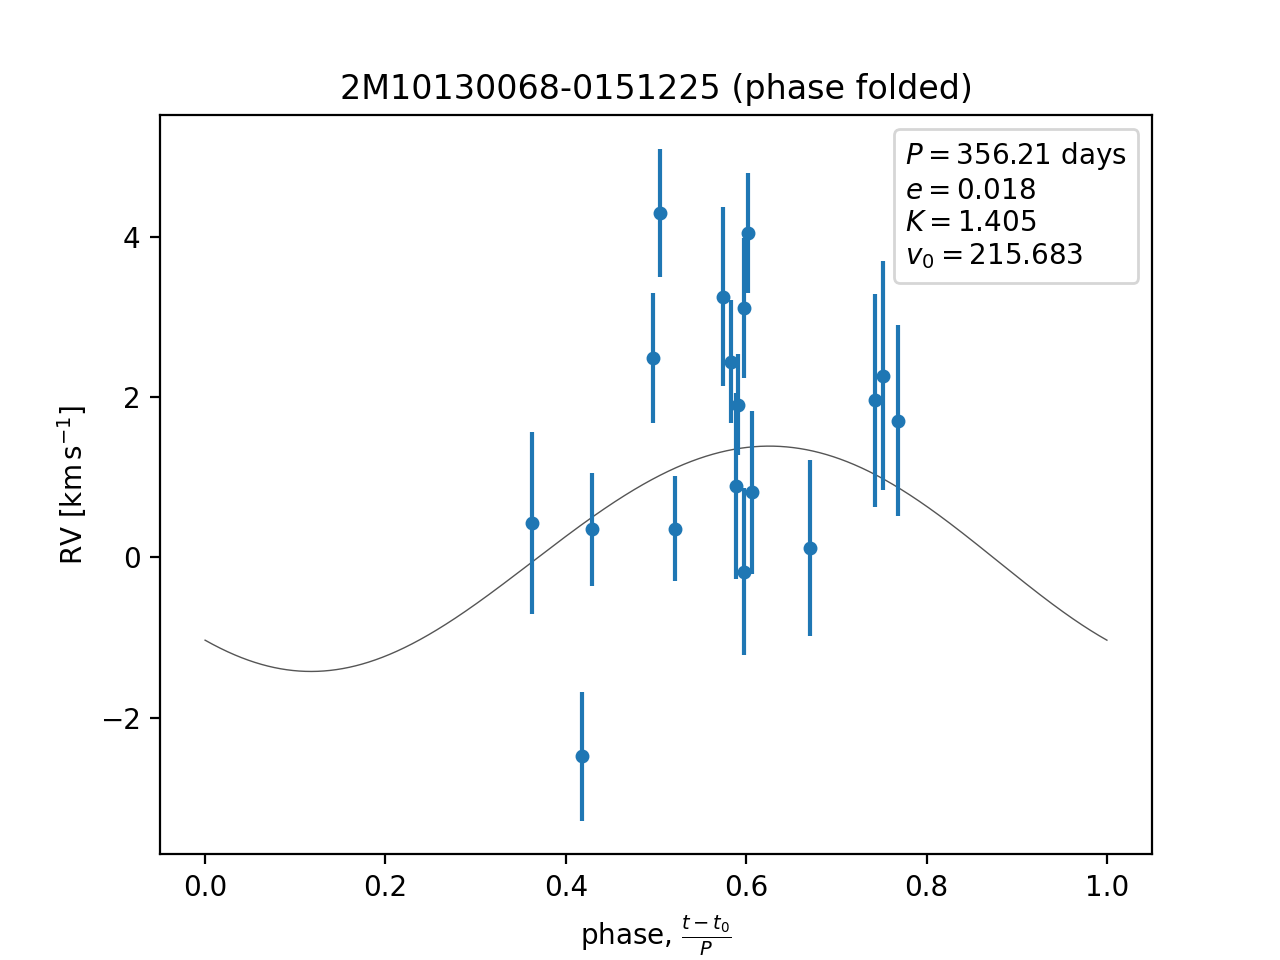 2M10130068-0151225 (phase folded)
P = 356.21 days
e = 0.018
K = 1.405
v₀ = 215.683
4
2
0
−2
RV [km s⁻¹]
0.0 0.2 0.4 0.6 0.8 1.0
phase, (t − t₀)/P